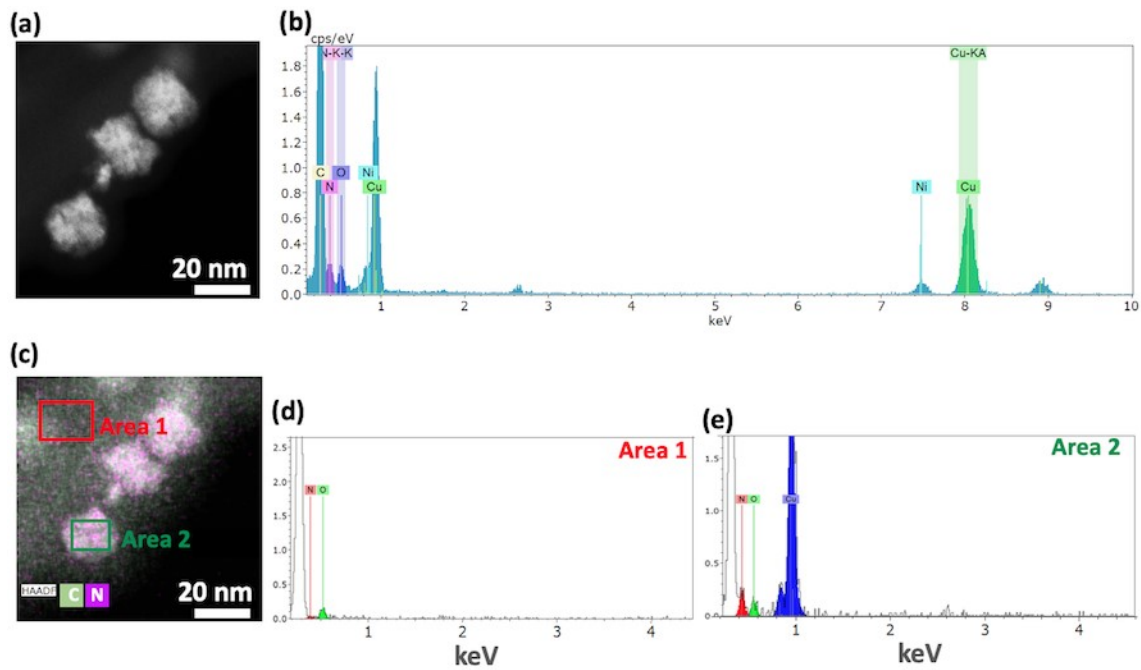 (a)
20 nm
(b)
cps/eV
N-K
-K
Cu-KA
1.8
1.6
1.4
1.2
1.0
0.8
0.6
0.4
0.2
0.0
C
N
O
Ni
Cu
Ni
Cu
1 2 3 4 5 6 7 8 9 10
keV
(c)
Area 1
Area 2
HAADF C N
20 nm
(d)
Area 1
2.5
2.0
1.5
1.0
0.5
0.0
N O
1 2 3 4
keV
(e)
Area 2
1.5
1.0
0.5
0
N O Cu
1 2 3 4
keV